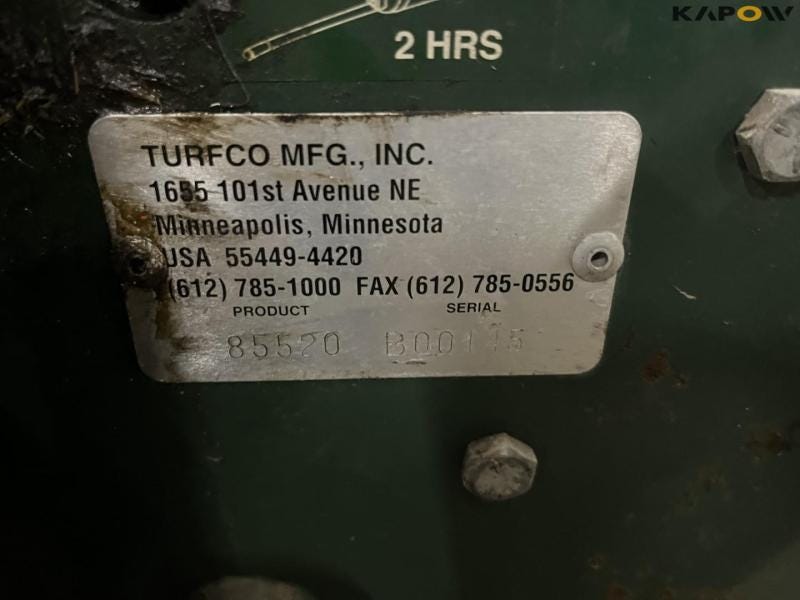 KAPOW
2 HRS
TURFCO MFG., INC.
1655 101st Avenue NE
Minneapolis, Minnesota
USA 55449-4420
(612) 785-1000 FAX (612) 785-0556
PRODUCT SERIAL
85520